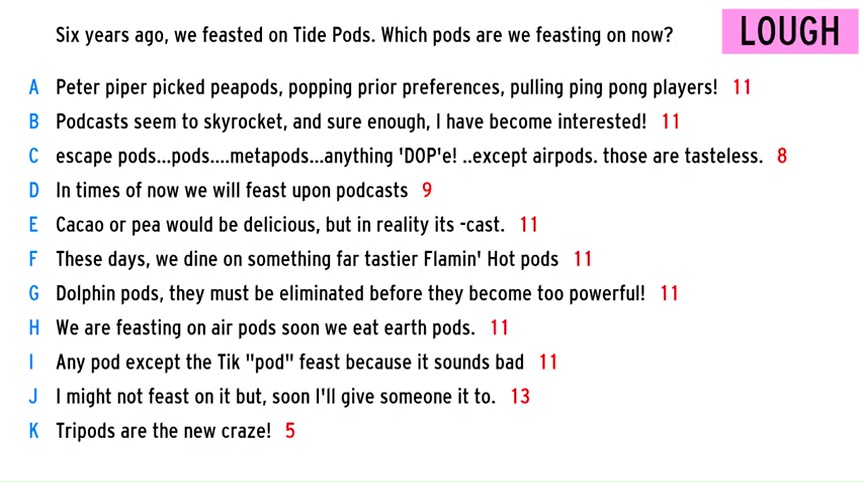 Six years ago, we feasted on Tide Pods. Which pods are we feasting on now?
LOUGH
A Peter piper picked peapods, popping prior preferences, pulling ping pong players! 11
B Podcasts seem to skyrocket, and sure enough, I have become interested! 11
C escape pods...pods....metapods...anything 'DOP'e! ..except airpods. those are tasteless. 8
D In times of now we will feast upon podcasts 9
E Cacao or pea would be delicious, but in reality its -cast. 11
F These days, we dine on something far tastier Flamin' Hot pods 11
G Dolphin pods, they must be eliminated before they become too powerful! 11
H We are feasting on air pods soon we eat earth pods. 11
I Any pod except the Tik "pod" feast because it sounds bad 11
J I might not feast on it but, soon I'll give someone it to. 13
K Tripods are the new craze! 5